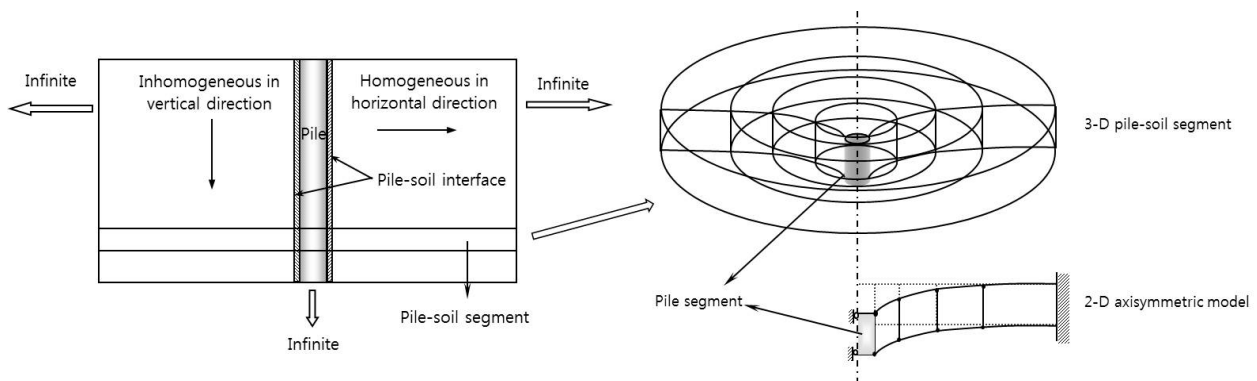 Infinite
Inhomogeneous in
vertical direction
Homogeneous in
horizontal direction
Infinite
Pile
Pile-soil interface
Pile-soil segment
Infinite
3-D pile-soil segment
Pile segment
2-D axisymmetric model